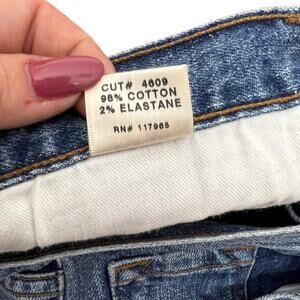 CUT# 4609
98% COTTON
2% ELASTANE
RN# 117965